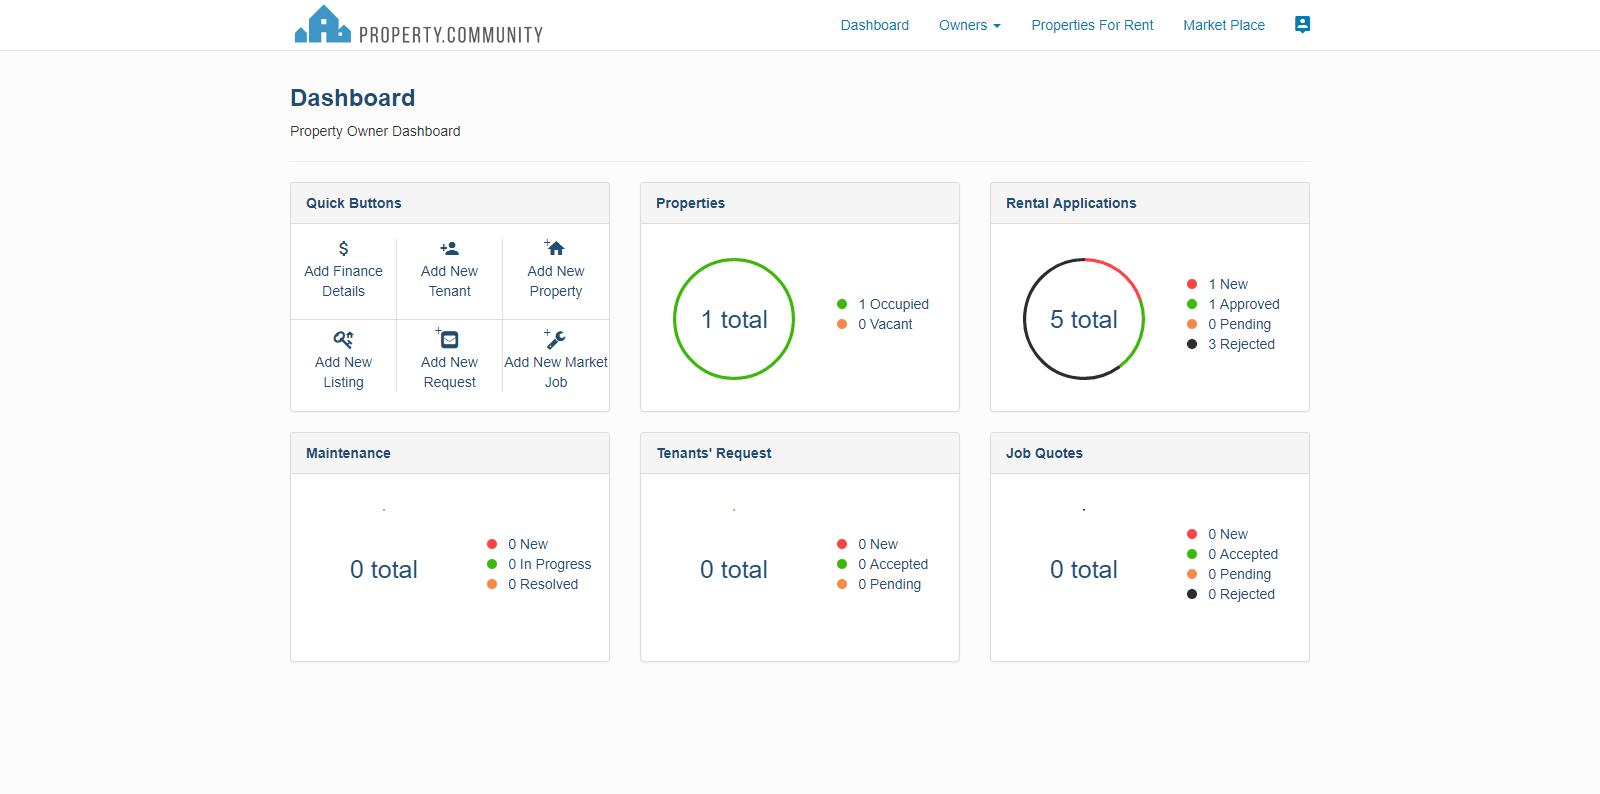 PROPERTY.COMMUNITY
Dashboard
Owners
Properties For Rent
Market Place
Dashboard
Property Owner Dashboard
Quick Buttons
$
Add Finance
Details
Add New
Tenant
Add New
Property
Add New
Listing
Add New
Request
Add New Market
Job
Properties
1 total
1 Occupied
0 Vacant
Rental Applications
5 total
1 New
1 Approved
0 Pending
3 Rejected
Maintenance
0 total
0 New
0 In Progress
0 Resolved
Tenants' Request
0 total
0 New
0 Accepted
0 Pending
Job Quotes
0 total
0 New
0 Accepted
0 Pending
0 Rejected